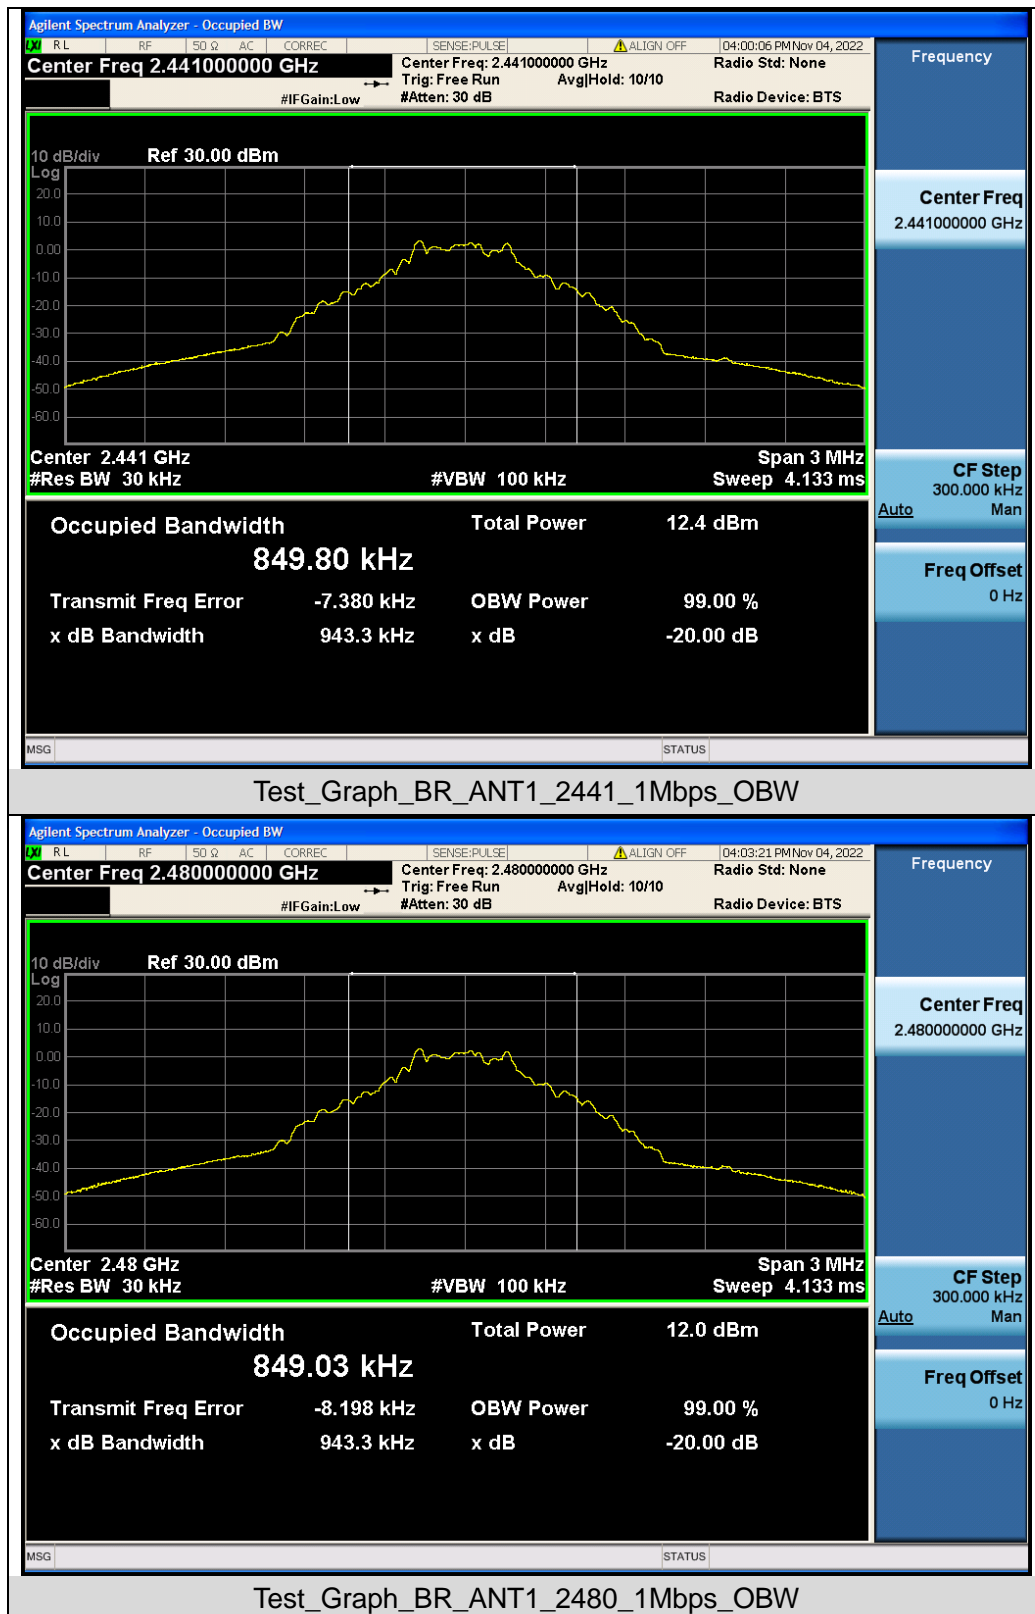 Agilent Spectrum Analyzer - Occupied BW
LXI RL RF 50 Ω AC CORREC SENSE:PULSE ALIGN OFF 04:00:06 PM Nov 04, 2022
Center Freq 2.441000000 GHz Center Freq: 2.441000000 GHz Radio Std: None Frequency
Trig: Free Run Avg|Hold: 10/10
#IFGain:Low #Atten: 30 dB Radio Device: BTS
10 dB/div Ref 30.00 dBm
Log
20.0
10.0
0.00
-10.0
-20.0
-30.0
-40.0
-50.0
-60.0
Center Freq
2.441000000 GHz
Center 2.441 GHz Span 3 MHz
#Res BW 30 kHz #VBW 100 kHz Sweep 4.133 ms
CF Step
300.000 kHz
Auto Man
Occupied Bandwidth Total Power 12.4 dBm
849.80 kHz
Freq Offset
0 Hz
Transmit Freq Error -7.380 kHz OBW Power 99.00 %
x dB Bandwidth 943.3 kHz x dB -20.00 dB
MSG STATUS
Test_Graph_BR_ANT1_2441_1Mbps_OBW
Agilent Spectrum Analyzer - Occupied BW
LXI RL RF 50 Ω AC CORREC SENSE:PULSE ALIGN OFF 04:03:21 PM Nov 04, 2022
Center Freq 2.480000000 GHz Center Freq: 2.480000000 GHz Radio Std: None Frequency
Trig: Free Run Avg|Hold: 10/10
#IFGain:Low #Atten: 30 dB Radio Device: BTS
10 dB/div Ref 30.00 dBm
Log
20.0
10.0
0.00
-10.0
-20.0
-30.0
-40.0
-50.0
-60.0
Center Freq
2.480000000 GHz
Center 2.48 GHz Span 3 MHz
#Res BW 30 kHz #VBW 100 kHz Sweep 4.133 ms
CF Step
300.000 kHz
Auto Man
Occupied Bandwidth Total Power 12.0 dBm
849.03 kHz
Freq Offset
0 Hz
Transmit Freq Error -8.198 kHz OBW Power 99.00 %
x dB Bandwidth 943.3 kHz x dB -20.00 dB
MSG STATUS
Test_Graph_BR_ANT1_2480_1Mbps_OBW